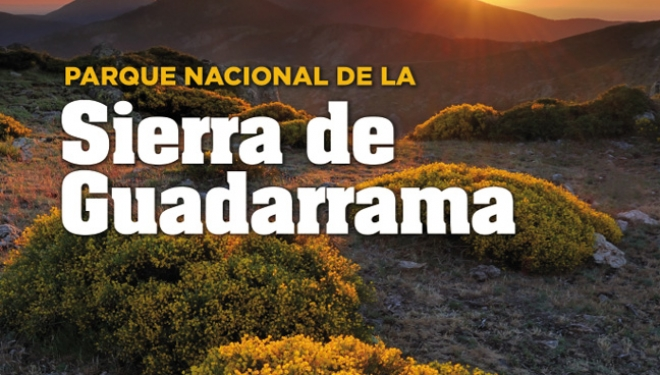 PARQUE NACIONAL DE LA
Sierra de
Guadarrama